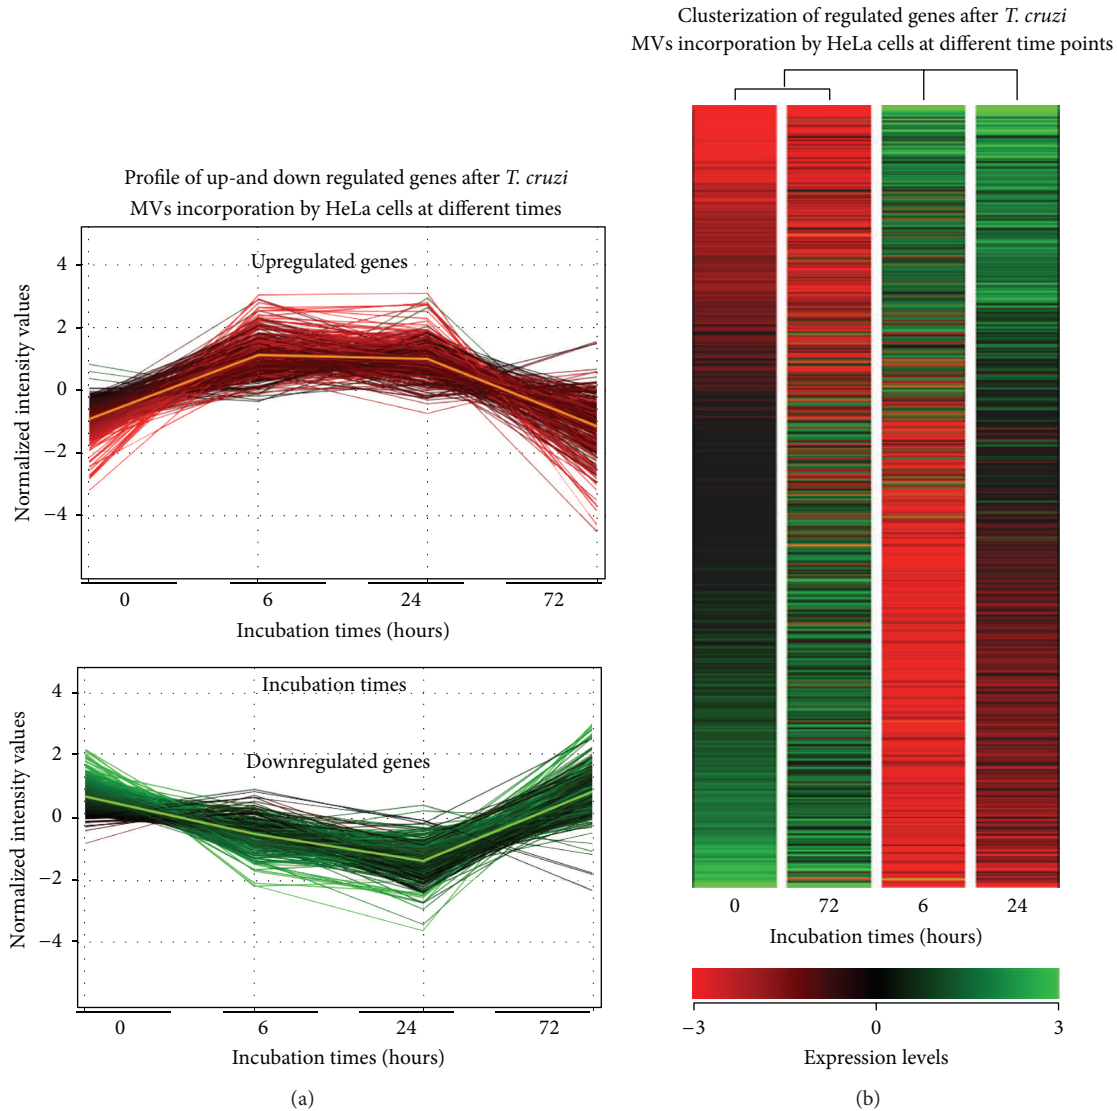 Profile of up-and down regulated genes after T. cruzi
MVs incorporation by HeLa cells at different times
Upregulated genes
Normalized intensity values
4
2
0
−2
−4
0 6 24 72
Incubation times (hours)
Incubation times
Downregulated genes
Normalized intensity values
4
2
0
−2
−4
0 6 24 72
Incubation times (hours)
(a)
Clusterization of regulated genes after T. cruzi
MVs incorporation by HeLa cells at different time points
0 72 6 24
Incubation times (hours)
−3 0 3
Expression levels
(b)